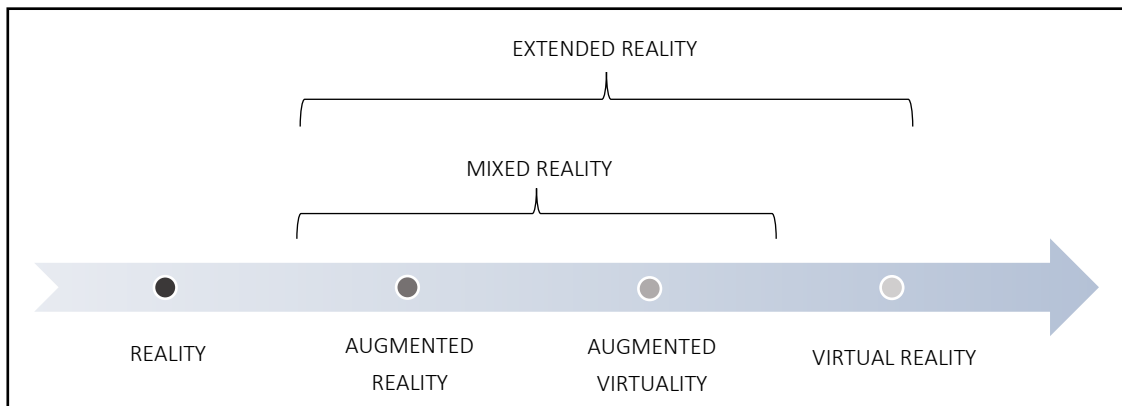 EXTENDED REALITY
MIXED REALITY
REALITY
AUGMENTED
REALITY
AUGMENTED
VIRTUALITY
VIRTUAL REALITY